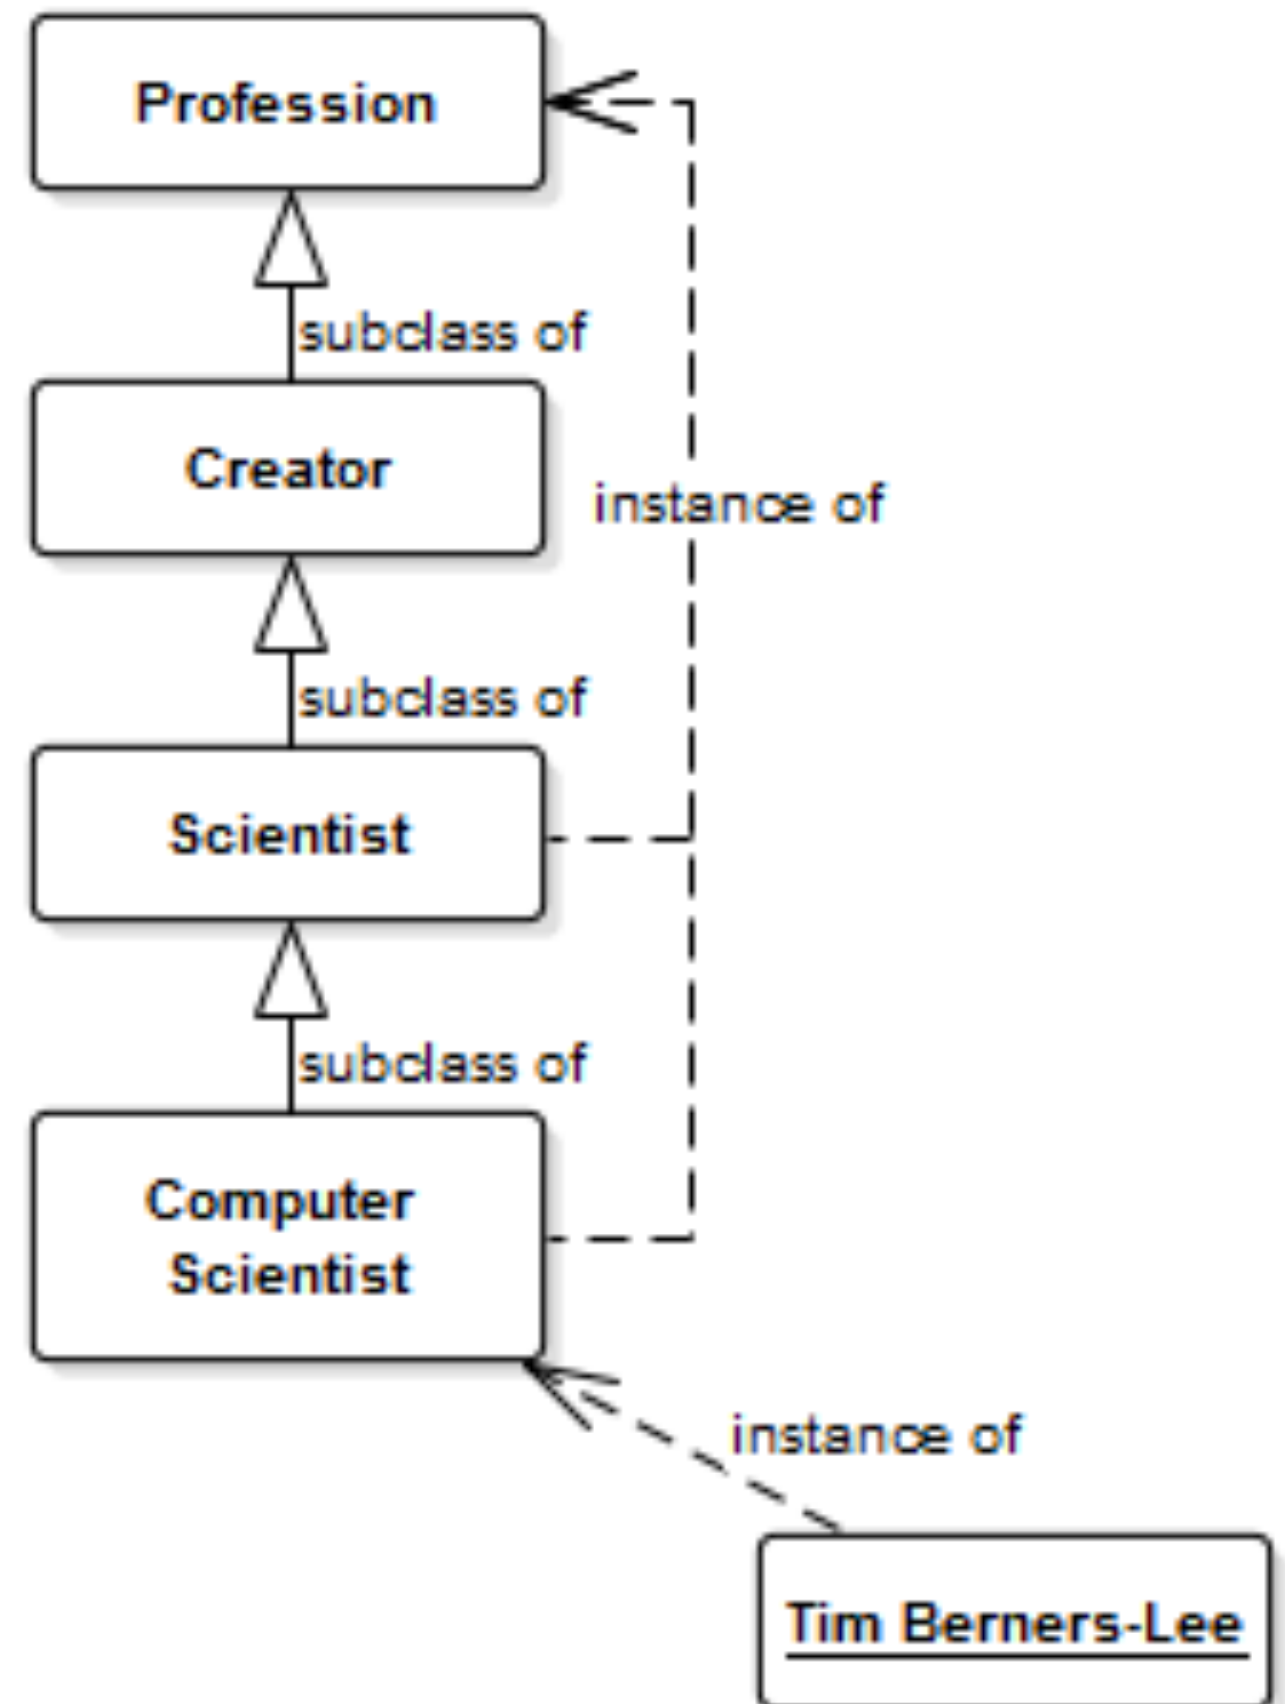 Profession
subclass of
Creator
instance of
subclass of
Scientist
subclass of
Computer
Scientist
instance of
Tim Berners-Lee